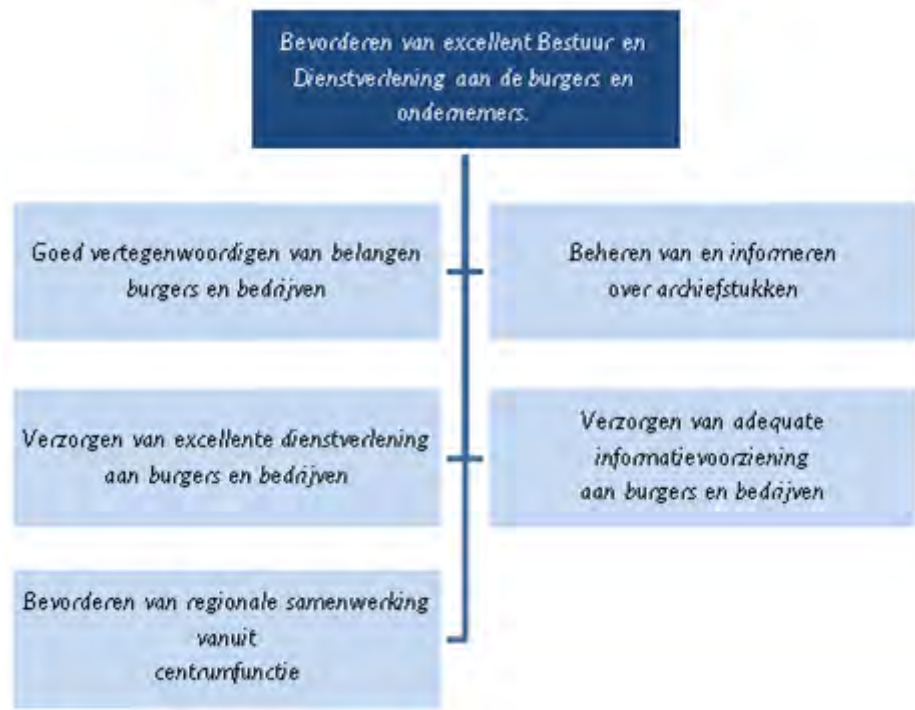 Bevorderen van excellent Bestuur en
Dienstverlening aan de burgers en
ondernemers.
Goed vertegenwoordigen van belangen
burgers en bedrijven
Beheren van en informeren
over archiefstukken
Verzorgen van excellente dienstverlening
aan burgers en bedrijven
Verzorgen van adequate
informatievoorziening
aan burgers en bedrijven
Bevorderen van regionale samenwerking
vanuit
centrumfunctie